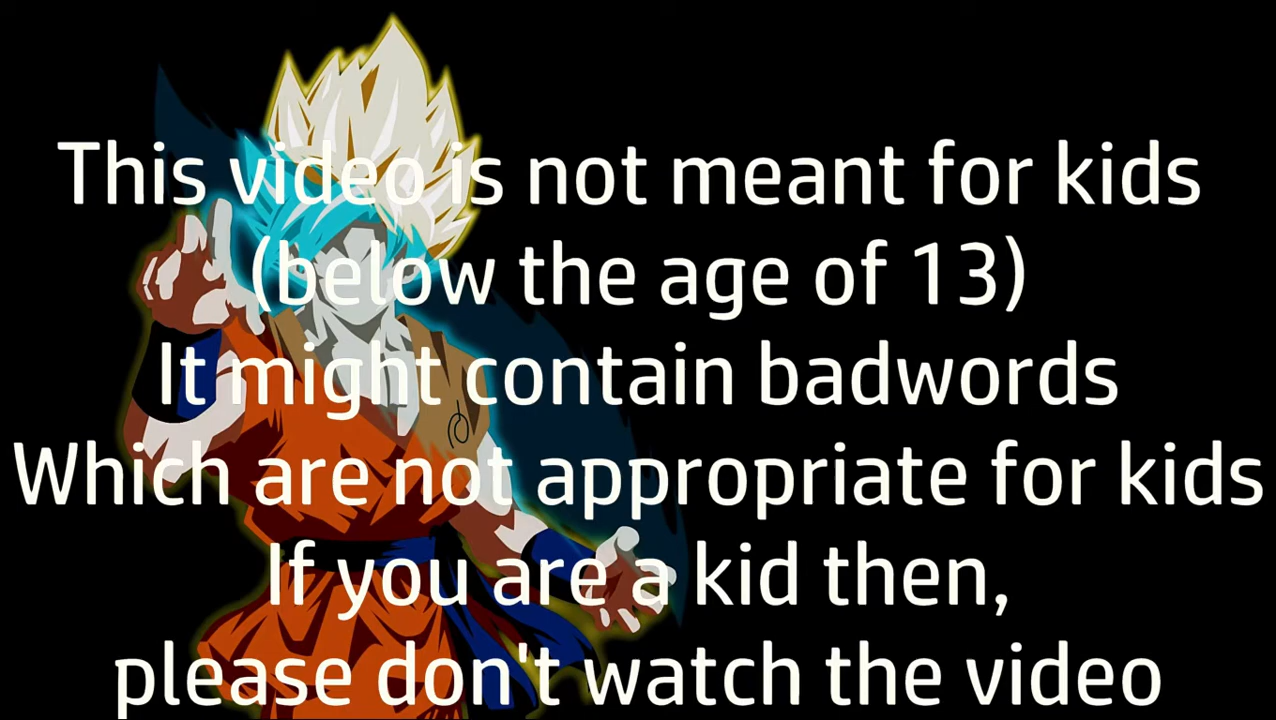 This video is not meant for kids
(below the age of 13)
It might contain badwords
Which are not appropriate for kids
If you are a kid then,
please don't watch the video